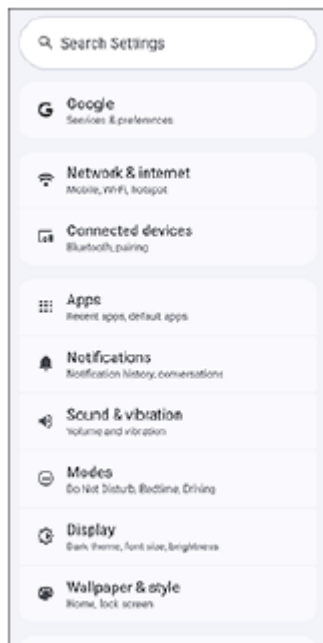 Search Settings
Google
Services & preferences
Network & internet
Mobile, Wi-Fi, hotspot
Connected devices
Bluetooth, pairing
Apps
Recent apps, default apps
Notifications
Notification history, conversations
Sound & vibration
Volume and vibration
Modes
Do Not Disturb, Bedtime, Driving
Display
Dark theme, font size, brightness
Wallpaper & style
Home, lock screen